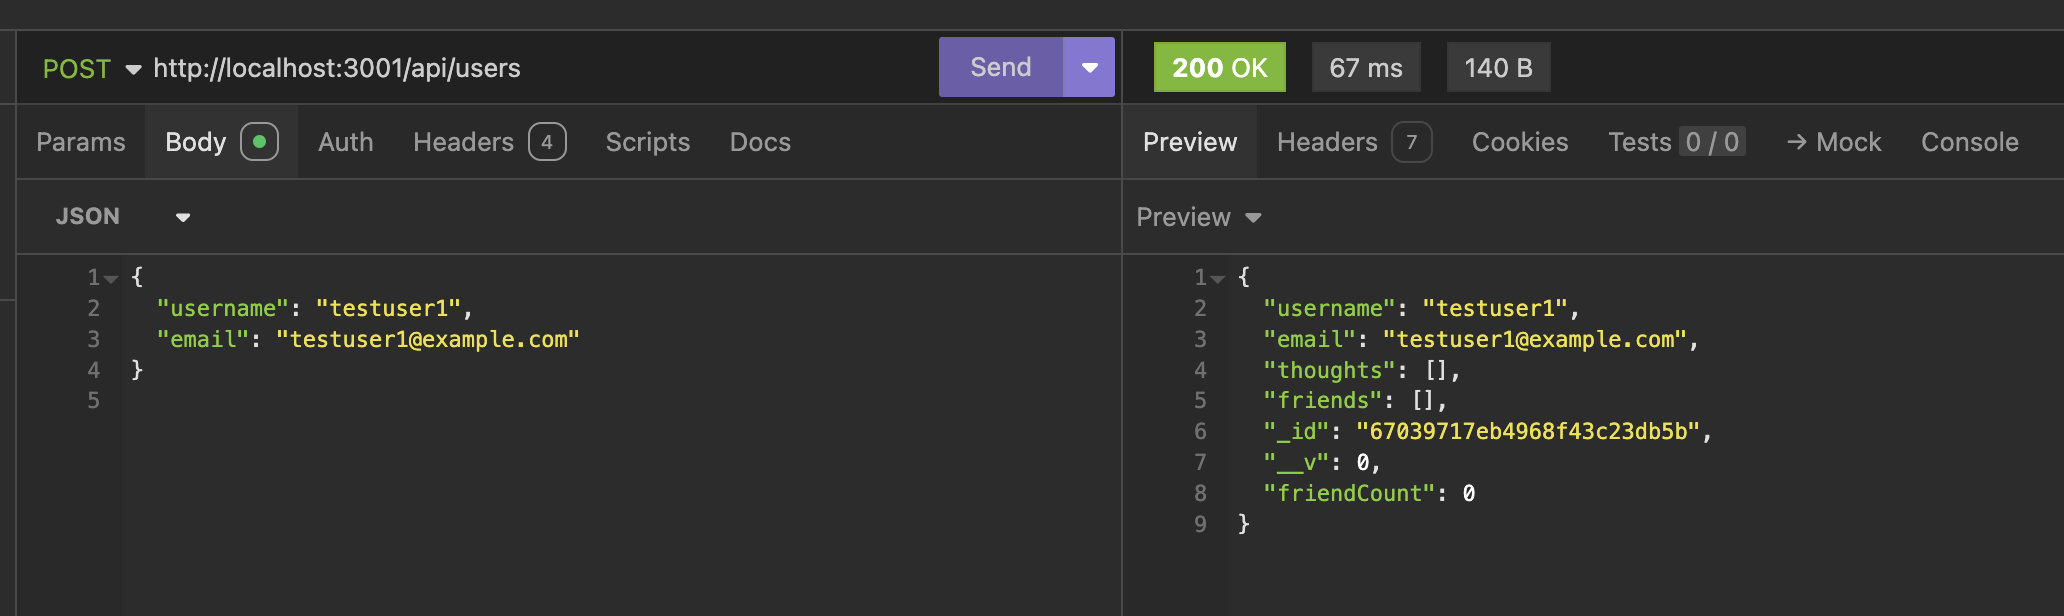 POST http://localhost:3001/api/users Send 200 OK 67 ms 140 B
Params Body Auth Headers 4 Scripts Docs Preview Headers 7 Cookies Tests 0 / 0 → Mock Console
JSON
1 {
2 "username": "testuser1",
3 "email": "testuser1@example.com"
4 }
5
Preview
1 {
2 "username": "testuser1",
3 "email": "testuser1@example.com",
4 "thoughts": [],
5 "friends": [],
6 "_id": "67039717eb4968f43c23db5b",
7 "__v": 0,
8 "friendCount": 0
9 }